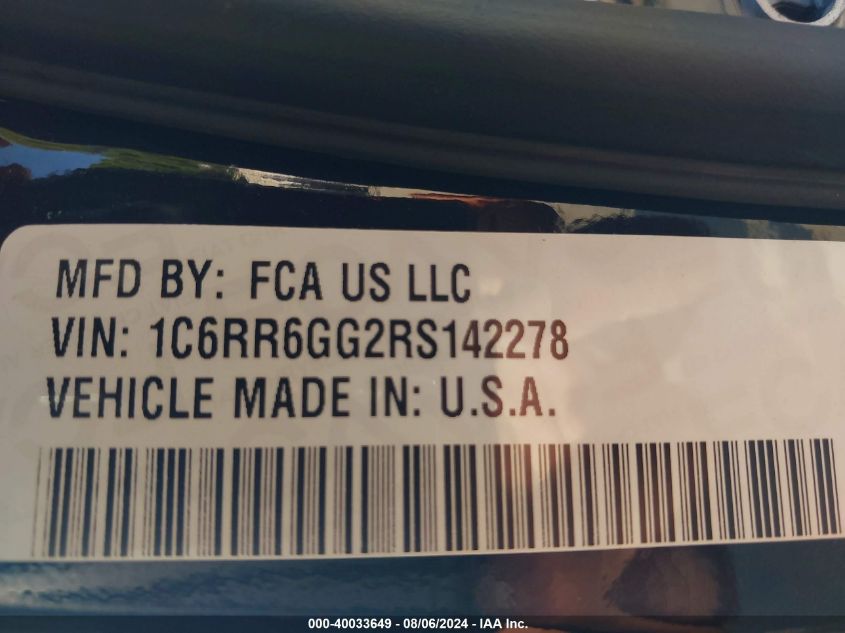 MFD BY: FCA US LLC
VIN: 1C6RR6GG2RS142278
VEHICLE MADE IN: U.S.A.
000-40033649 - 08/06/2024 - IAA Inc.